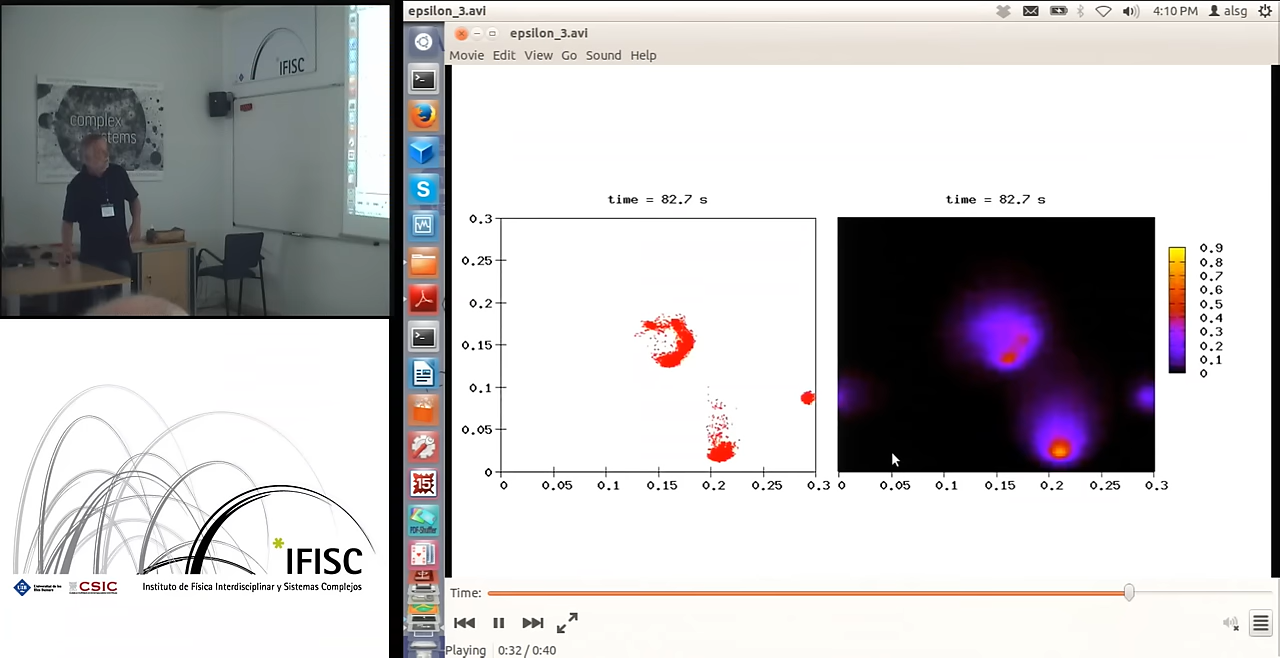 epsilon_3.avi
4:10 PM alsg
epsilon_3.avi
Movie Edit View Go Sound Help
IFISC
complex
systems
time = 82.7 s
0.3
0.25
0.2
0.15
0.1
0.05
0
0 0.05 0.1 0.15 0.2 0.25 0.3
time = 82.7 s
0 0.05 0.1 0.15 0.2 0.25 0.3
0.9
0.8
0.7
0.6
0.5
0.4
0.3
0.2
0.1
0
S
15
PDF-Shuffler
IFISC
UIB
CSIC
Instituto de Física Interdisciplinar y Sistemas Complejos
Time:
Playing 0:32 / 0:40